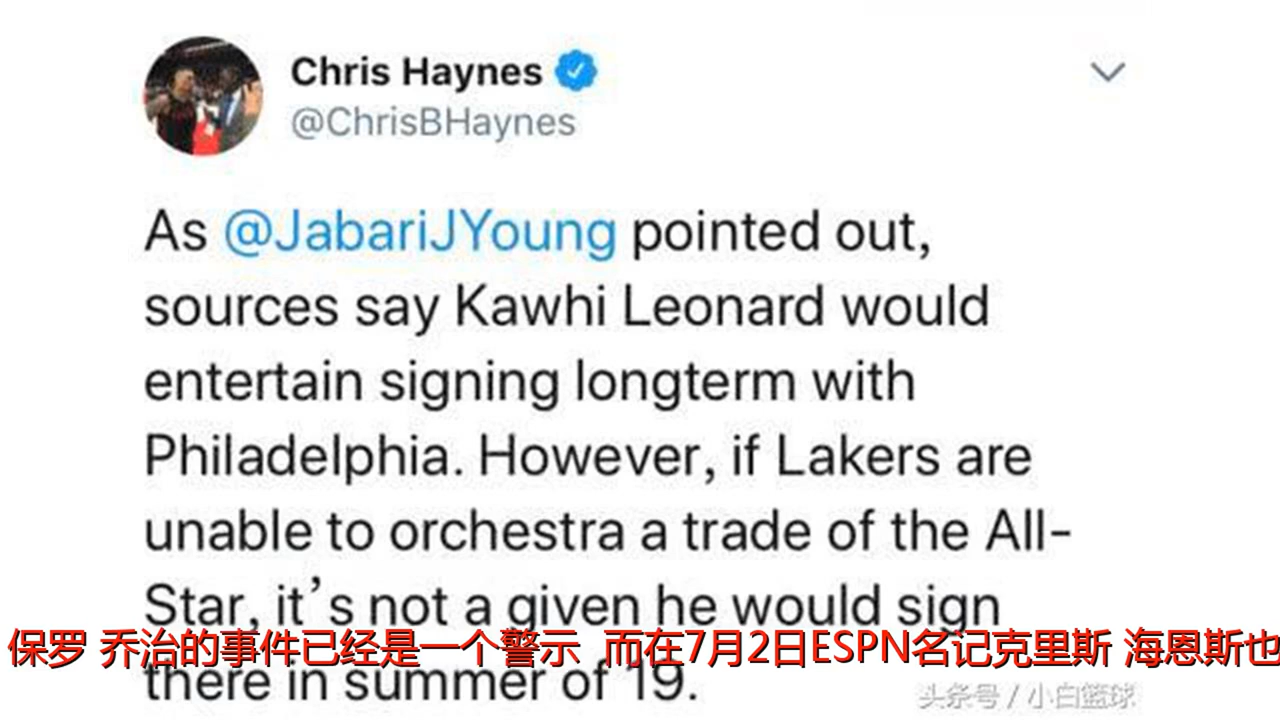 Chris Haynes
@ChrisBHaynes
As @JabariJYoung pointed out,
sources say Kawhi Leonard would
entertain signing longterm with
Philadelphia. However, if Lakers are
unable to orchestra a trade of the All-
Star, it's not a given he would sign
保罗 乔治的事件已经是一个警示 而在7月2日ESPN名记克里斯 海恩斯也
there in summer of '19.
头条号 / 小白篮球